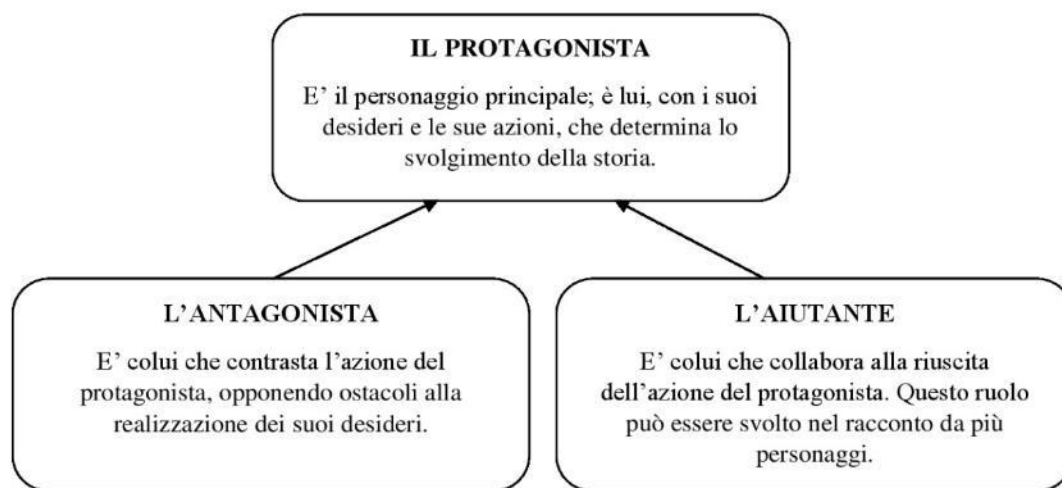 IL PROTAGONISTA
E’ il personaggio principale; è lui, con i suoi
desideri e le sue azioni, che determina lo
svolgimento della storia.
L’ANTAGONISTA
E’ colui che contrasta l’azione del
protagonista, opponendo ostacoli alla
realizzazione dei suoi desideri.
L’AIUTANTE
E’ colui che collabora alla riuscita
dell’azione del protagonista. Questo ruolo
può essere svolto nel racconto da più
personaggi.